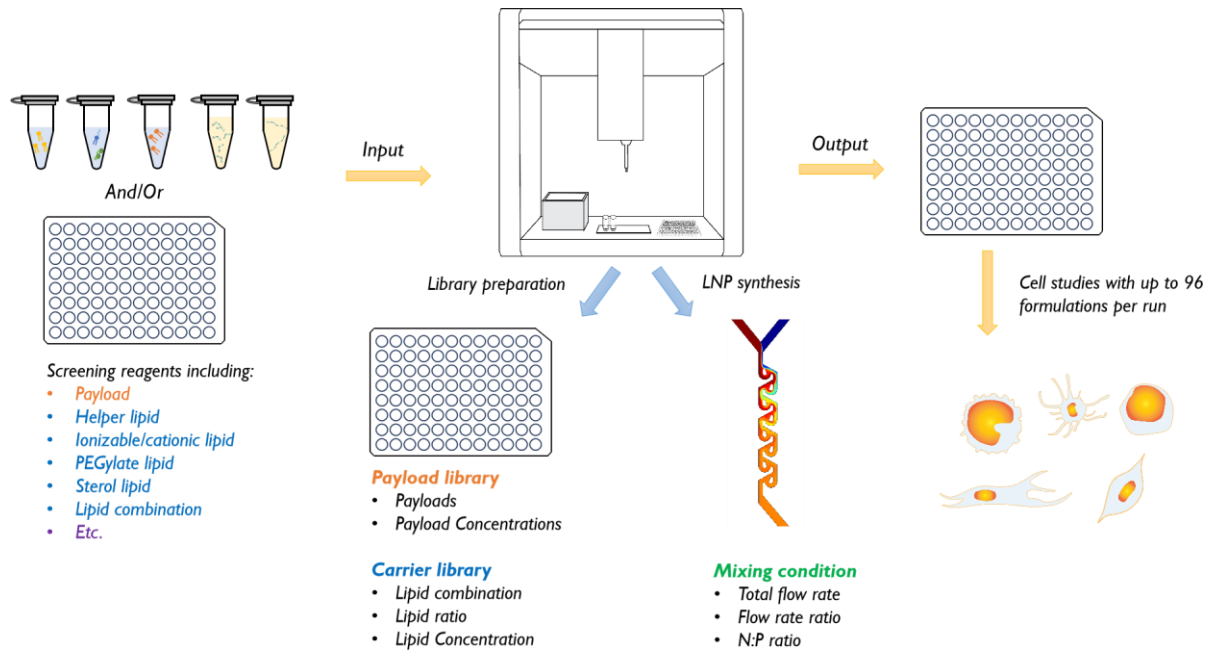 Input
Output
And/Or
Library preparation
LNP synthesis
Cell studies with up to 96
formulations per run
Screening reagents including:
• Payload
• Helper lipid
• Ionizable/cationic lipid
• PEGylate lipid
• Sterol lipid
• Lipid combination
• Etc.
Payload library
• Payloads
• Payload Concentrations
Carrier library
• Lipid combination
• Lipid ratio
• Lipid Concentration
Mixing condition
• Total flow rate
• Flow rate ratio
• N:P ratio